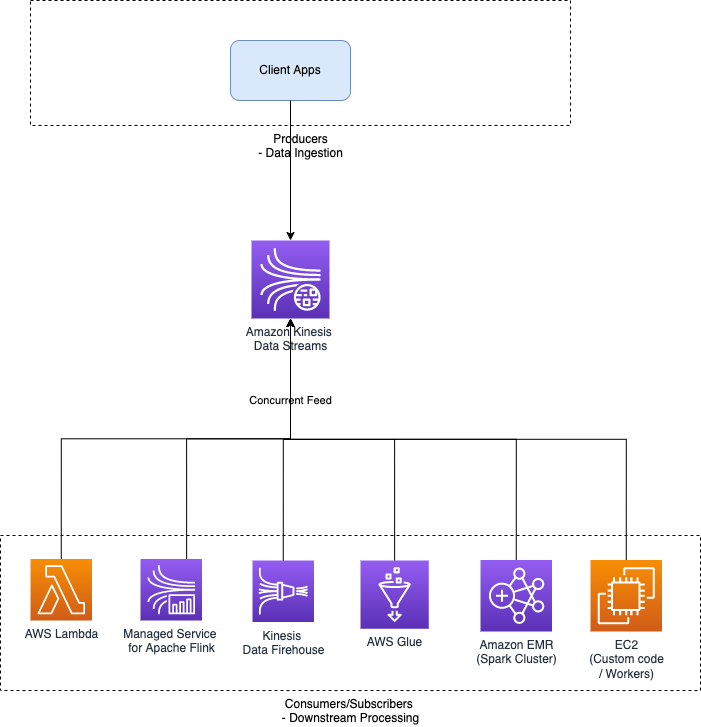 Client Apps
Producers
- Data Ingestion
Amazon Kinesis
Data Streams
Concurrent Feed
AWS Lambda
Managed Service
for Apache Flink
Kinesis
Data Firehouse
AWS Glue
Amazon EMR
(Spark Cluster)
EC2
(Custom code
/ Workers)
Consumers/Subscribers
- Downstream Processing